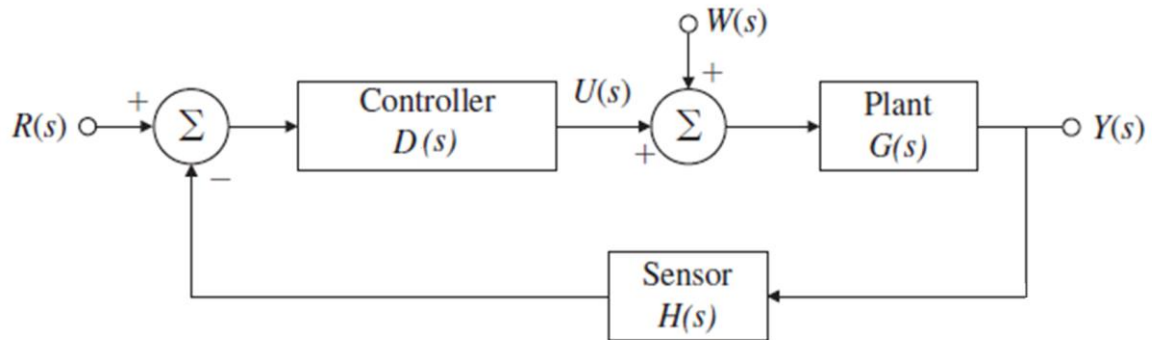 W(s)
+
+
R(s)
Σ
Controller
D(s)
U(s)
+
Σ
Plant
G(s)
Y(s)
−
Sensor
H(s)